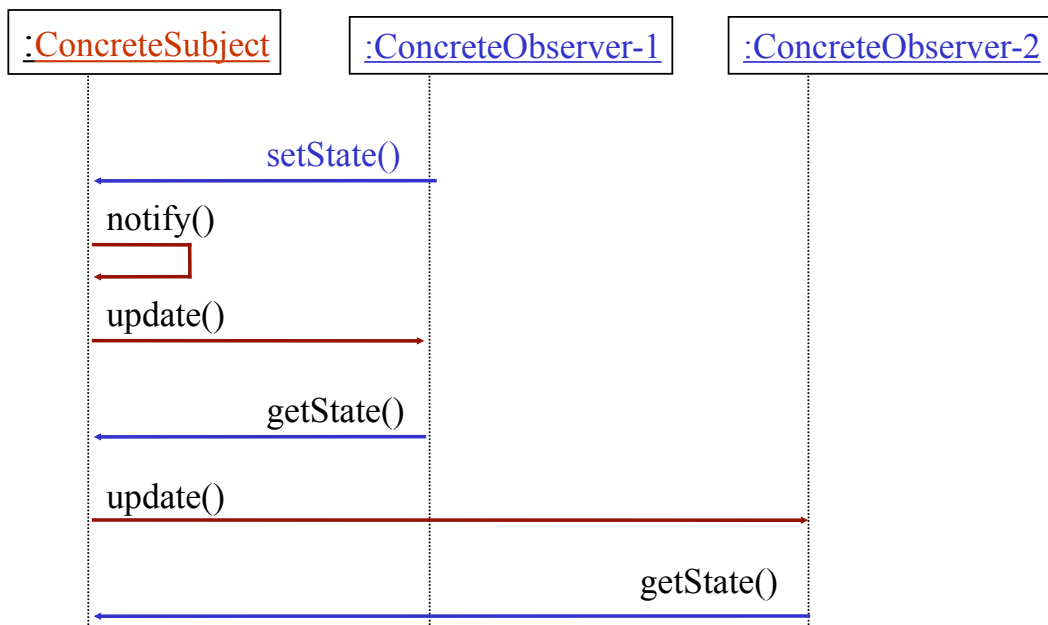 :ConcreteSubject
:ConcreteObserver-1
:ConcreteObserver-2
setState()
notify()
update()
getState()
update()
getState()